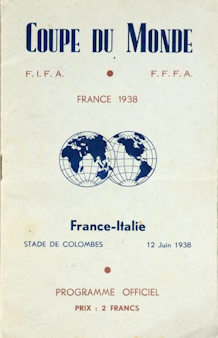 COUPE DU MONDE
F. I. F. A. • F. F. F. A.
FRANCE 1938
France-Italie
STADE DE COLOMBES 12 Juin 1938
PROGRAMME OFFICIEL
PRIX : 2 FRANCS